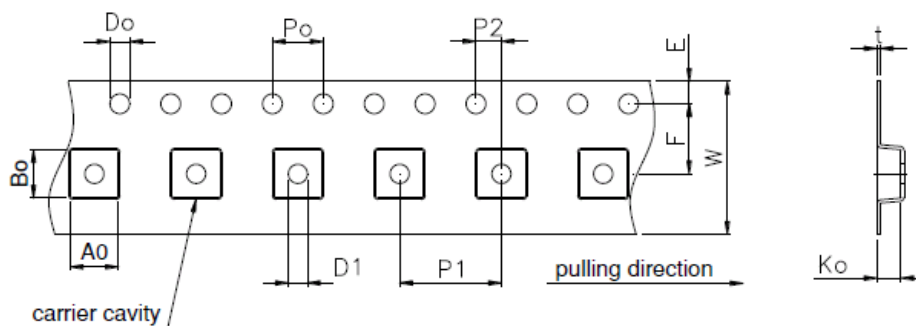 Do
Po
P2
E
t
Bo
F
W
A0
D1
P1
pulling direction
Ko
carrier cavity